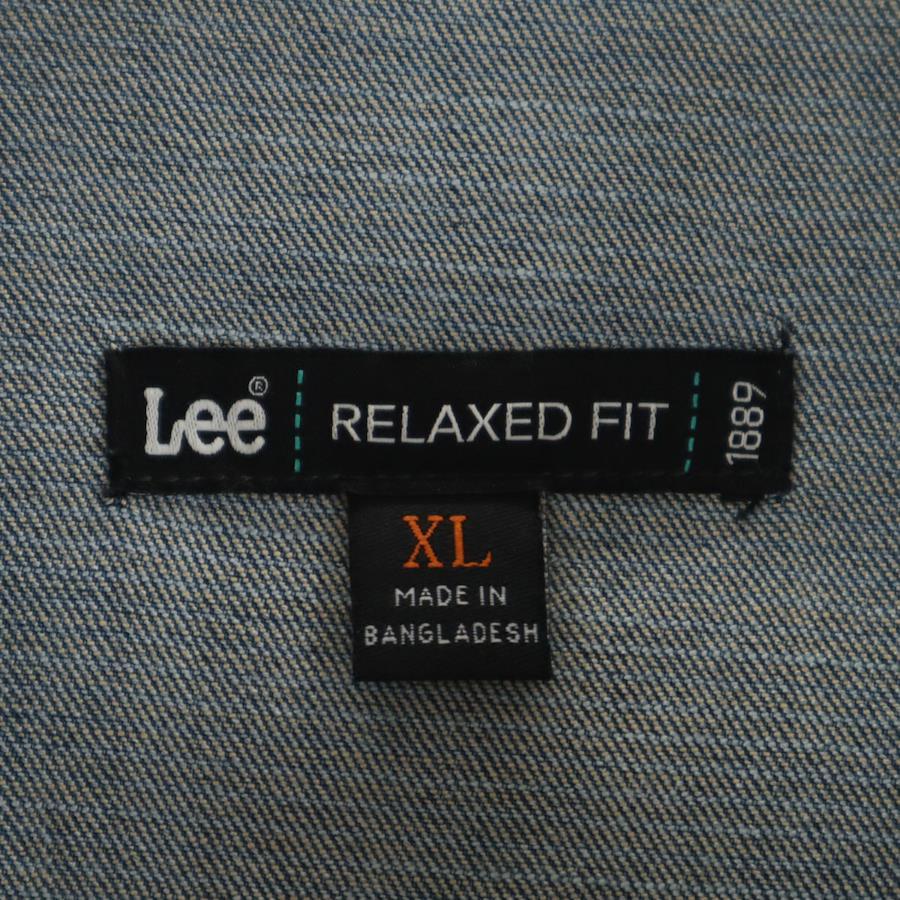 Lee® RELAXED FIT 1889
XL
MADE IN
BANGLADESH